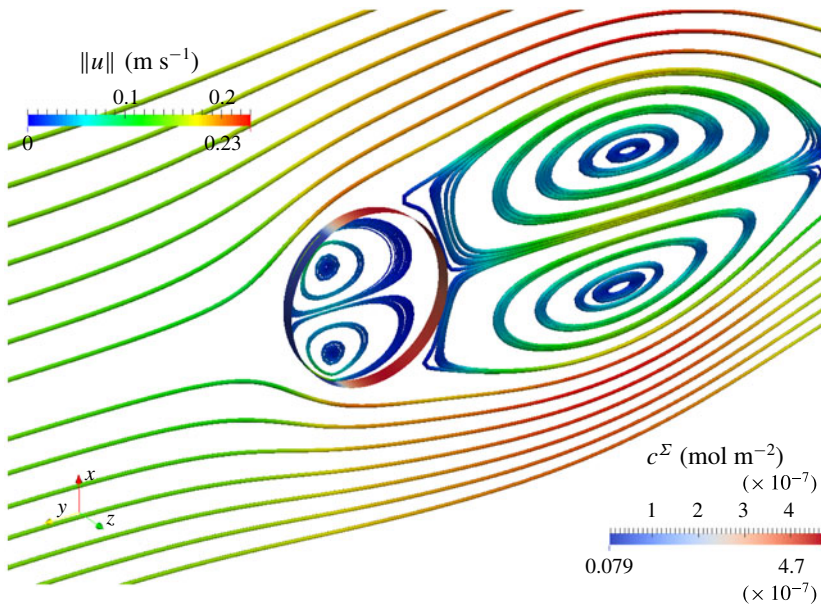 ‖u‖ (m s⁻¹)
0.1 0.2
0 0.23
x
y
z
c^Σ (mol m⁻²)
(× 10⁻⁷)
1 2 3 4
0.079 4.7
(× 10⁻⁷)